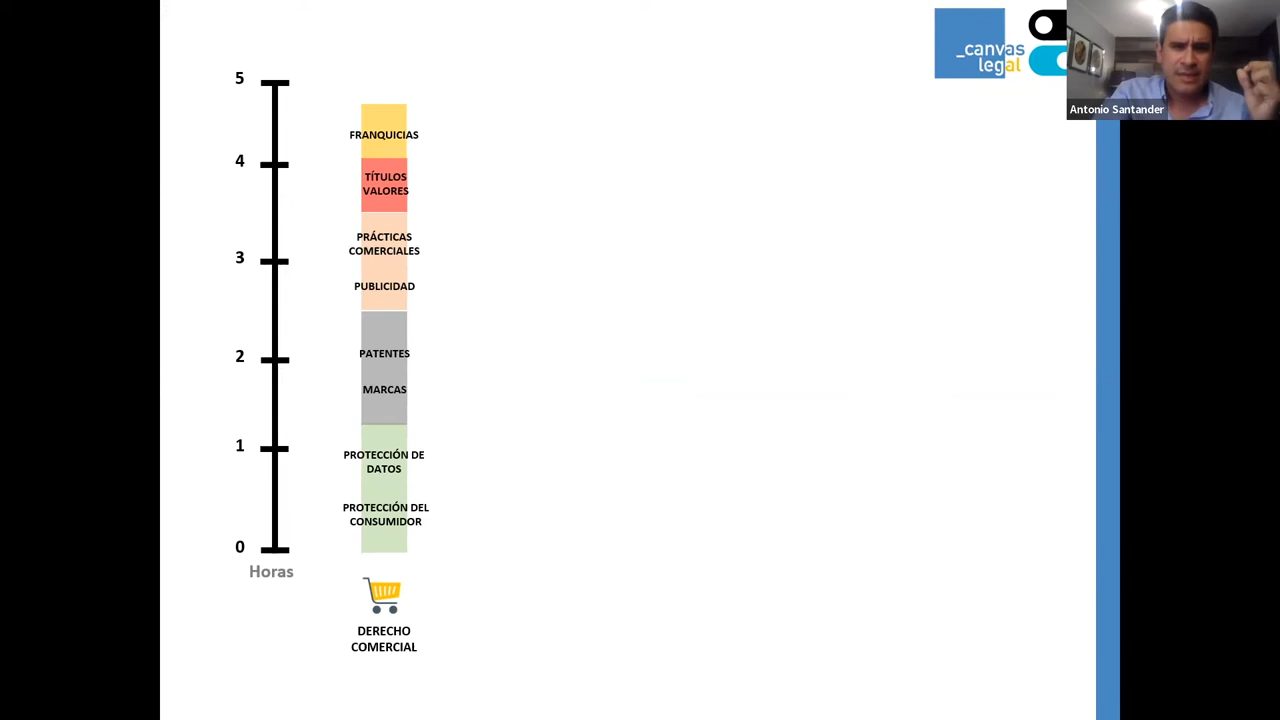 _canvas
legal
Antonio Santander
5
4
3
2
1
0
Horas
FRANQUICIAS
TÍTULOS
VALORES
PRÁCTICAS
COMERCIALES
PUBLICIDAD
PATENTES
MARCAS
PROTECCIÓN DE
DATOS
PROTECCIÓN DEL
CONSUMIDOR
DERECHO
COMERCIAL